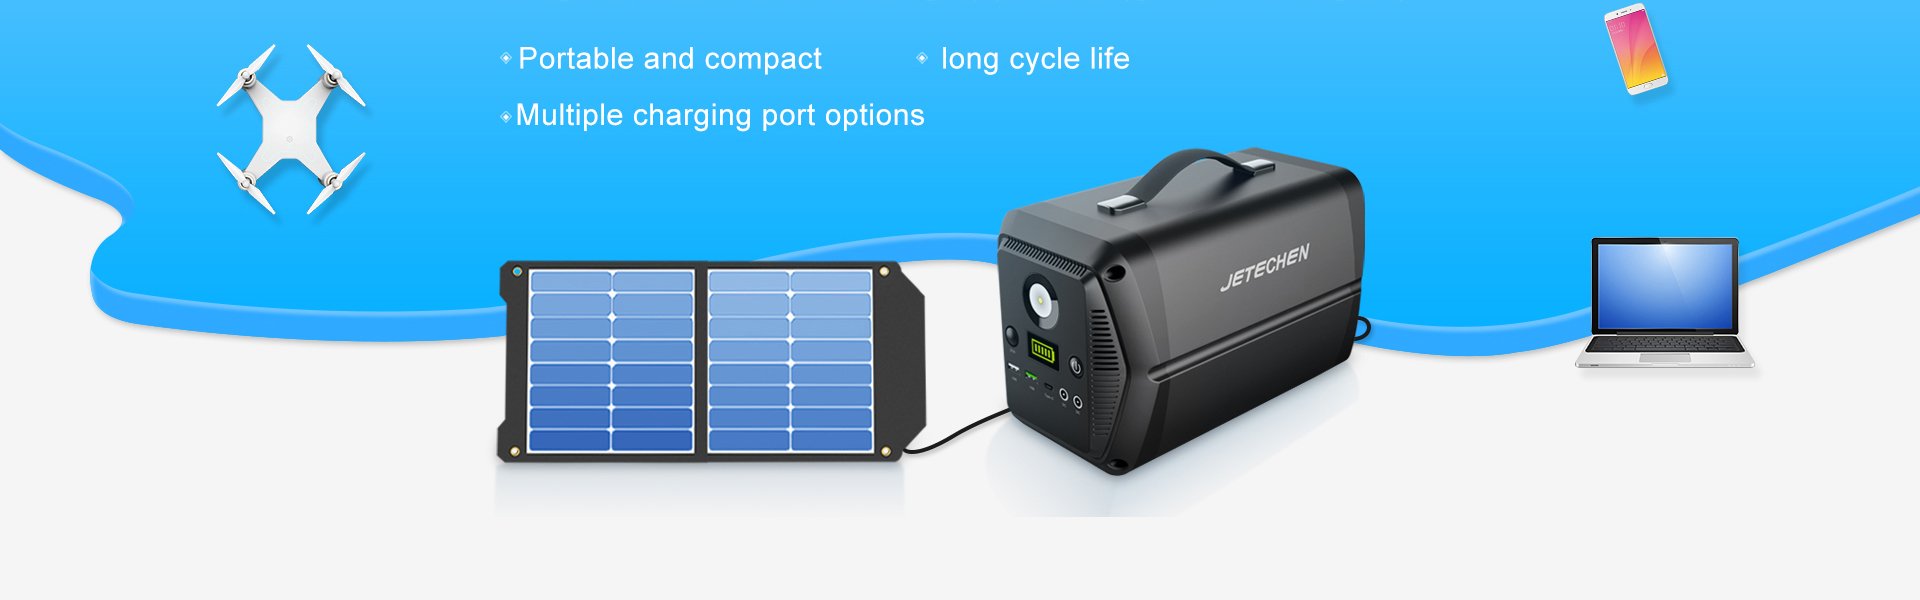 Portable and compact
long cycle life
Multiple charging port options
JETECHEN